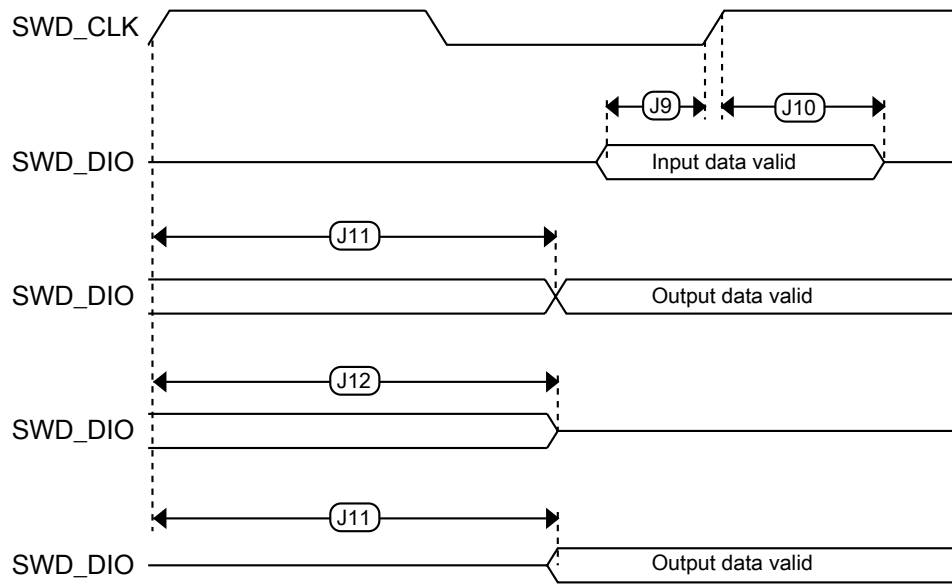 SWD_CLK
J9
J10
SWD_DIO
Input data valid
J11
SWD_DIO
Output data valid
J12
SWD_DIO
J11
SWD_DIO
Output data valid